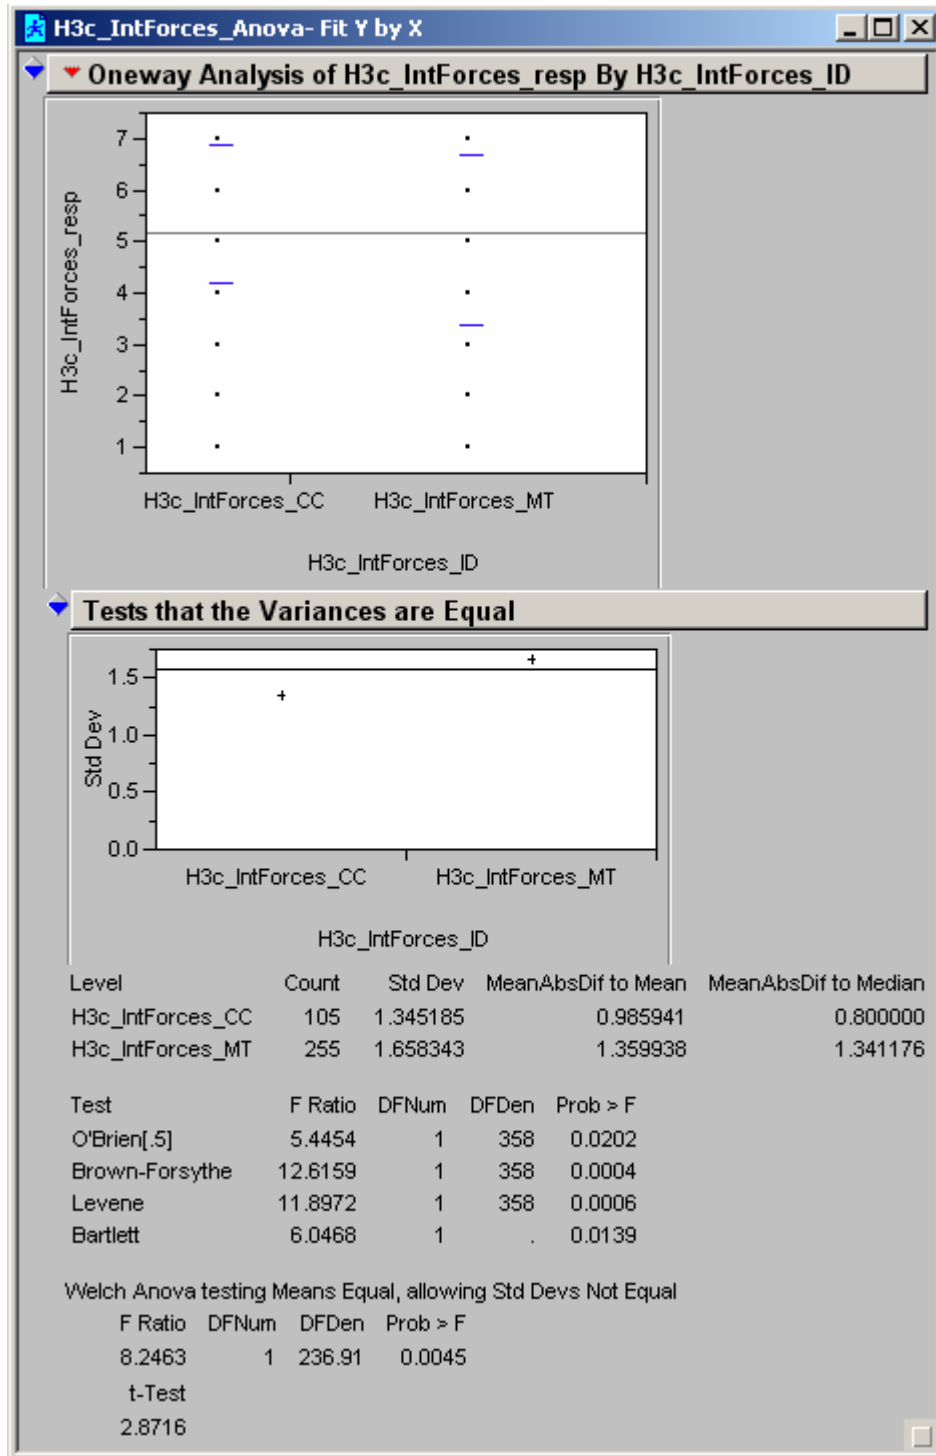 H3c_IntForces_Anova- Fit Y by X
Oneway Analysis of H3c_IntForces_resp By H3c_IntForces_ID
H3c_IntForces_resp
7
6
5
4
3
2
1
H3c_IntForces_CC H3c_IntForces_MT
H3c_IntForces_ID
Tests that the Variances are Equal
Std Dev
1.5
1.0
0.5
0.0
H3c_IntForces_CC H3c_IntForces_MT
H3c_IntForces_ID
Level Count Std Dev MeanAbsDif to Mean MeanAbsDif to Median
H3c_IntForces_CC 105 1.345185 0.985941 0.800000
H3c_IntForces_MT 255 1.658343 1.359938 1.341176
Test F Ratio DFNum DFDen Prob > F
O'Brien[.5] 5.4454 1 358 0.0202
Brown-Forsythe 12.6159 1 358 0.0004
Levene 11.8972 1 358 0.0006
Bartlett 6.0468 1 . 0.0139
Welch Anova testing Means Equal, allowing Std Devs Not Equal
F Ratio DFNum DFDen Prob > F
8.2463 1 236.91 0.0045
t-Test
2.8716